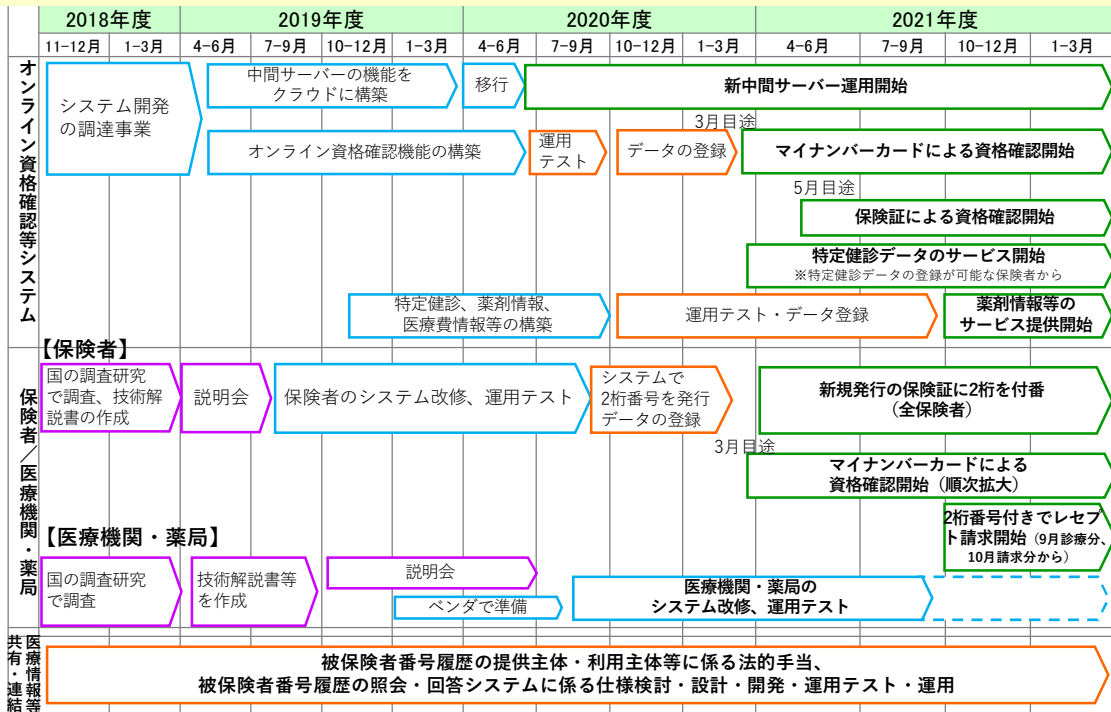 2018年度 2019年度 2020年度 2021年度
11-12月 1-3月 4-6月 7-9月 10-12月 1-3月 4-6月 7-9月 10-12月 1-3月 4-6月 7-9月 10-12月 1-3月
オンライン資格確認等システム
システム開発
の調達事業
中間サーバーの機能を
クラウドに構築
移行
新中間サーバー運用開始
3月目途
オンライン資格確認機能の構築
運用
テスト
データの登録
マイナンバーカードによる資格確認開始
5月目途
保険証による資格確認開始
特定健診データのサービス開始
※特定健診データの登録が可能な保険者から
特定健診、薬剤情報、
医療費情報等の構築
運用テスト・データ登録
薬剤情報等の
サービス提供開始
保険者／医療機関・薬局
【保険者】
国の調査研究
で調査、技術解
説書の作成
説明会
保険者のシステム改修、運用テスト
システムで
2桁番号を発行
データの登録
新規発行の保険証に2桁を付番
（全保険者）
3月目途
マイナンバーカードによる
資格確認開始（順次拡大）
2桁番号付きでレセプ
ト請求開始（9月診療分、
10月請求分から）
【医療機関・薬局】
国の調査研究
で調査
技術解説書等
を作成
説明会
ベンダで準備
医療機関・薬局の
システム改修、運用テスト
医療情報等
共有・連結
被保険者番号履歴の提供主体・利用主体等に係る法的手当、
被保険者番号履歴の照会・回答システムに係る仕様検討・設計・開発・運用テスト・運用